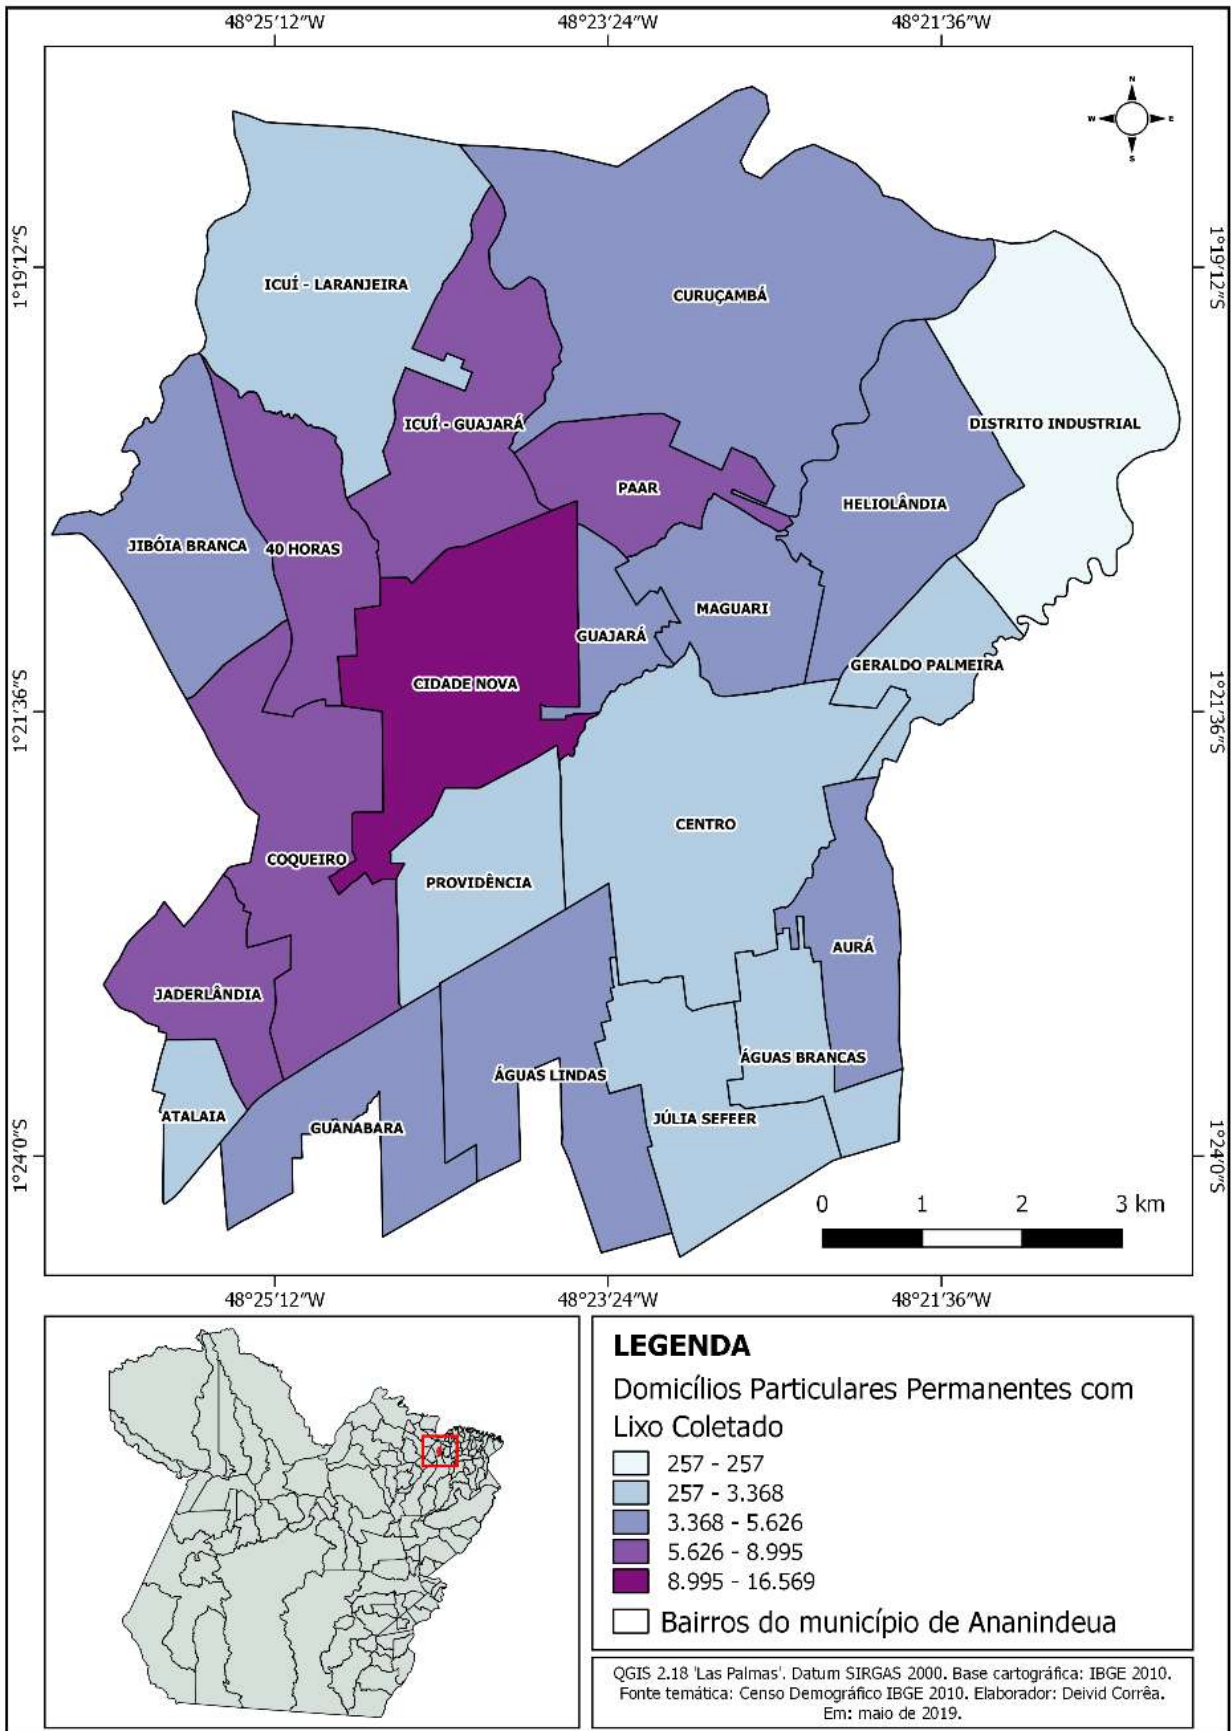 48°25'12"W 48°23'24"W 48°21'36"W
N
W E
S
1°19'12"S 1°19'12"S
ICUÍ - LARANJEIRA
CURUÇAMBÁ
ICUÍ - GUAJARÁ
DISTRITO INDUSTRIAL
PAAR
HELIOLÂNDIA
JIBÓIA BRANCA
40 HORAS
MAGUARI
GUAJARÁ
GERALDO PALMEIRA
CIDADE NOVA
1°21'36"S 1°21'36"S
CENTRO
COQUEIRO
PROVIDÊNCIA
AURÁ
JADERLÂNDIA
ÁGUAS BRANCAS
ÁGUAS LINDAS
ATALAIA
GUANABARA
JÚLIA SEFEER
1°24'0"S 1°24'0"S
0 1 2 3 km
48°25'12"W 48°23'24"W 48°21'36"W
LEGENDA
Domicílios Particulares Permanentes com
Lixo Coletado
257 - 257
257 - 3.368
3.368 - 5.626
5.626 - 8.995
8.995 - 16.569
Bairros do município de Ananindeua
QGIS 2.18 'Las Palmas'. Datum SIRGAS 2000. Base cartográfica: IBGE 2010.
Fonte temática: Censo Demográfico IBGE 2010. Elaborador: Deivid Corrêa.
Em: maio de 2019.